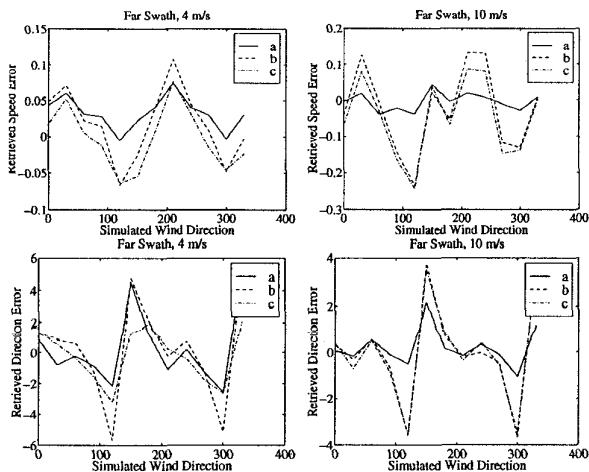 Far Swath, 4 m/s
0.15
0.1
0.05
0
−0.05
−0.1
0 100 200 300 400
Retrieved Speed Error
Simulated Wind Direction
a
b
c
Far Swath, 10 m/s
0.2
0.1
0
−0.1
−0.2
−0.3
0 100 200 300 400
Retrieved Speed Error
Simulated Wind Direction
a
b
c
Far Swath, 4 m/s
6
4
2
0
−2
−4
−6
0 100 200 300 400
Retrieved Direction Error
Simulated Wind Direction
a
b
c
Far Swath, 10 m/s
4
2
0
−2
−4
0 100 200 300 400
Retrieved Direction Error
Simulated Wind Direction
a
b
c